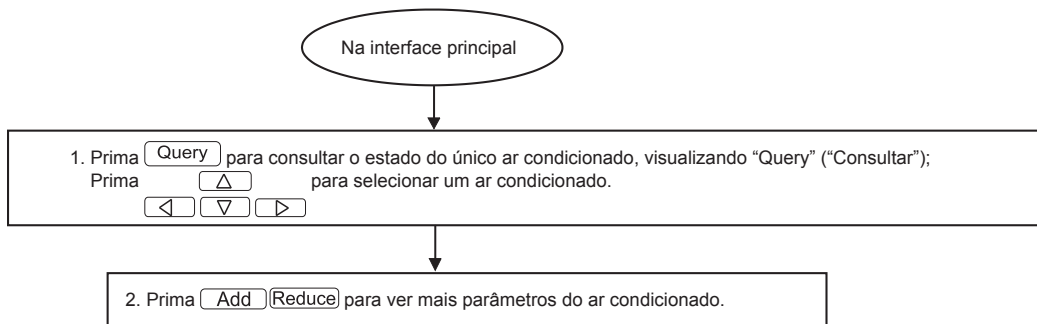 Na interface principal
1. Prima Query para consultar o estado do único ar condicionado, visualizando “Query” (“Consultar”);
Prima para selecionar um ar condicionado.
2. Prima Add Reduce para ver mais parâmetros do ar condicionado.